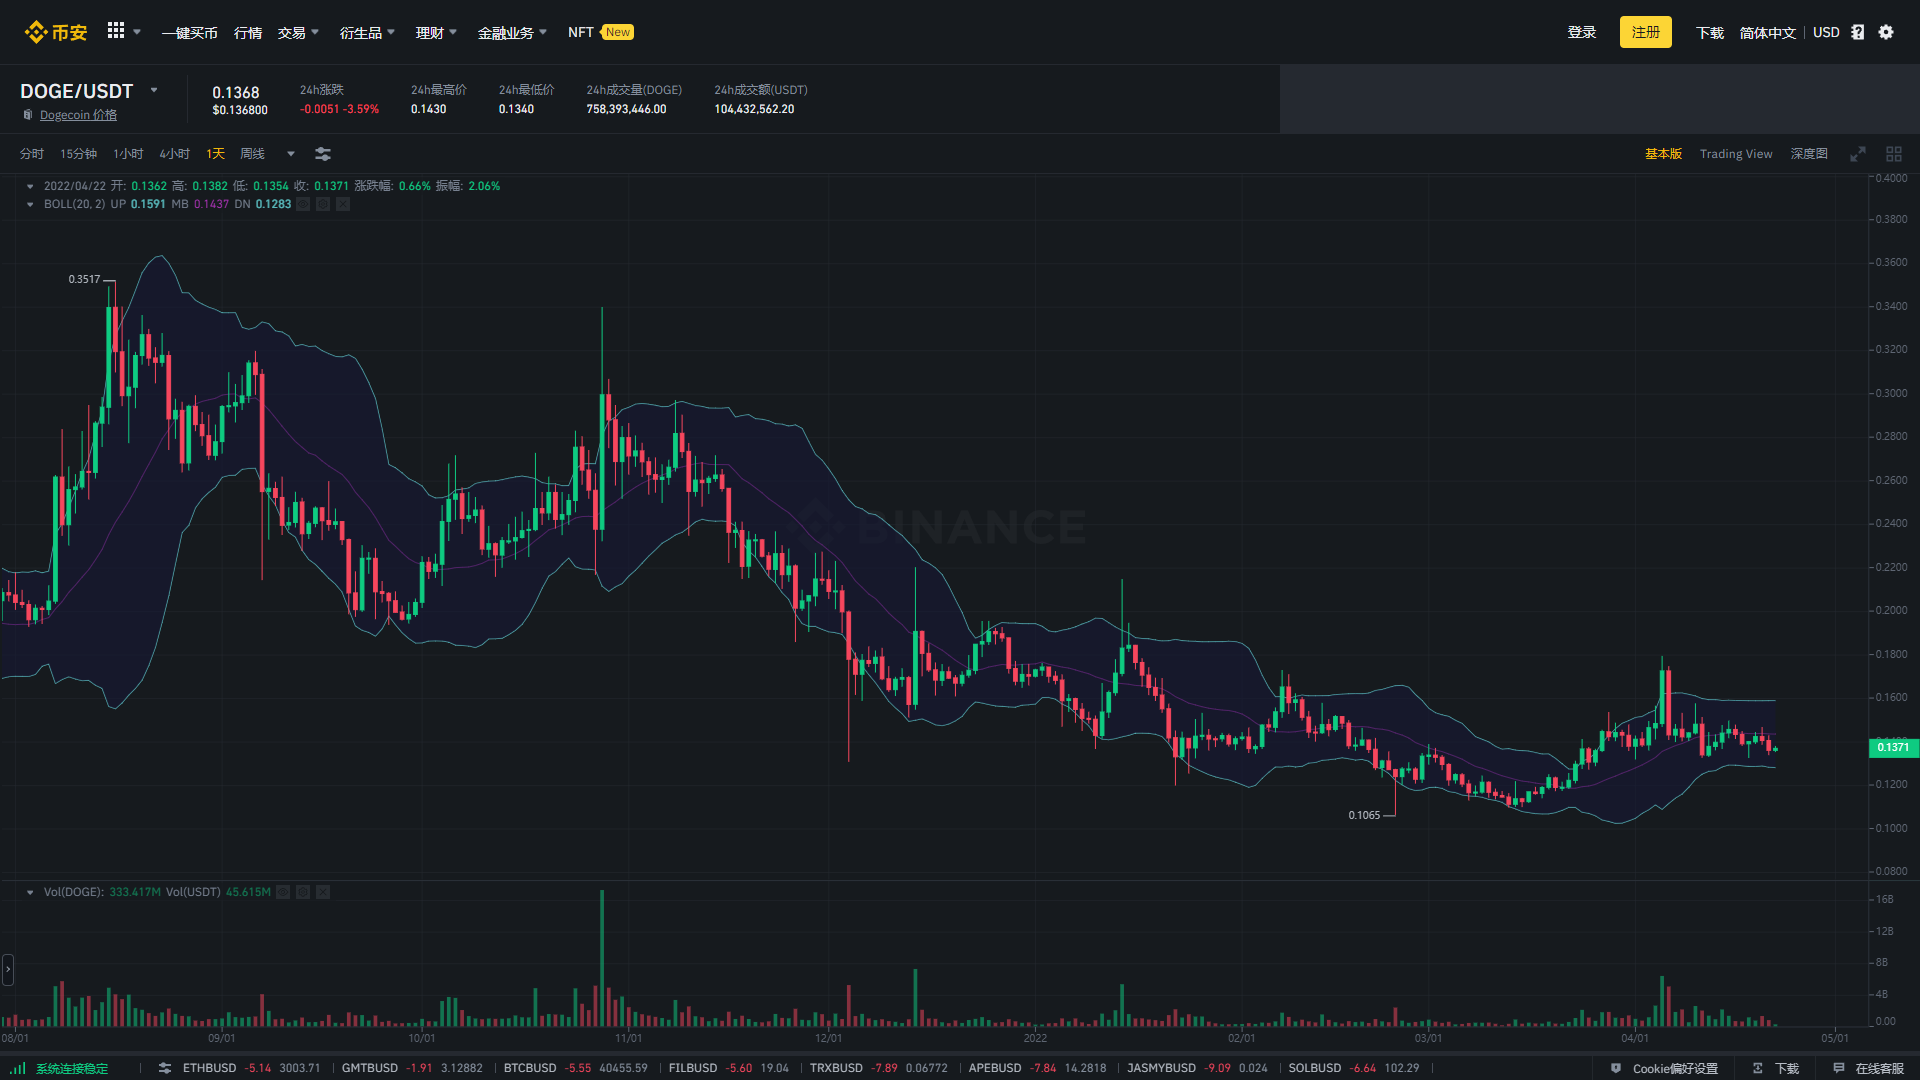 币安 一键买币 行情 交易 衍生品 理财 金融业务 NFT New 登录 注册 下载 简体中文 USD
DOGE/USDT
Dogecoin 价格
0.1368
$0.136800
24h涨跌
-0.0051 -3.59%
24h最高价
0.1430
24h最低价
0.1340
24h成交量(DOGE)
758,393,446.00
24h成交额(USDT)
104,432,562.20
分时 15分钟 1小时 4小时 1天 周线 基本版 Trading View 深度图
2022/04/22 开: 0.1362 高: 0.1382 低: 0.1354 收: 0.1371 涨跌幅: 0.66% 振幅: 2.06%
BOLL(20, 2) UP 0.1591 MB 0.1437 DN 0.1283
0.4000
0.3800
0.3600
0.3517
0.3400
0.3200
0.3000
0.2800
0.2600
0.2400
BINANCE
0.2200
0.2000
0.1800
0.1600
0.1371
0.1200
0.1065
0.1000
0.0800
Vol(DOGE): 333.417M Vol(USDT) 45.615M
16B
12B
8B
4B
0.00
08/01 09/01 10/01 11/01 12/01 2022 02/01 03/01 04/01 05/01
系统连接稳定 ETHBUSD -5.14 3003.71 GMTBUSD -1.91 3.12882 BTCBUSD -5.55 40455.59 FILBUSD -5.60 19.04 TRXBUSD -7.89 0.06772 APEBUSD -7.84 14.2818 JASMYBUSD -9.09 0.024 SOLBUSD -6.64 102.29 Cookie偏好设置 下载 在线客服